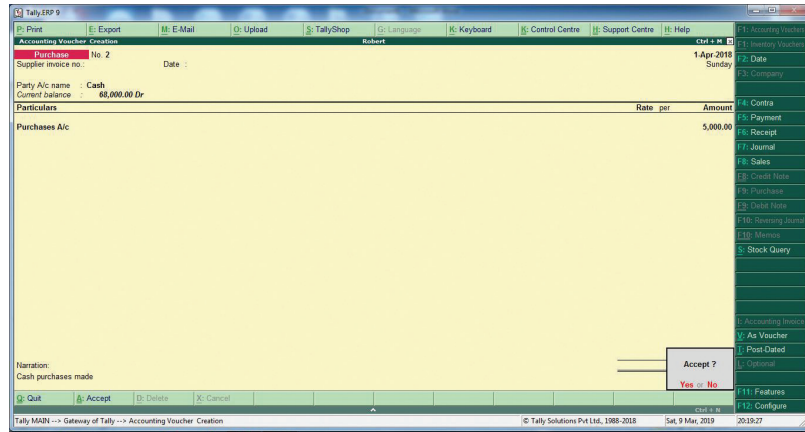 Tally.ERP 9
P: Print E: Export M: E-Mail O: Upload S: TallyShop G: Language K: Keyboard K: Control Centre H: Support Centre H: Help
F1: Accounting Vouchers
Accounting Voucher Creation Robert Ctrl + M
F1: Inventory Vouchers
Purchase No. 2 1-Apr-2018
F2: Date
Supplier invoice no.: Date : Sunday
F3: Company
Party A/c name : Cash
Current balance : 68,000.00 Dr
Particulars Rate per Amount
F4: Contra
F5: Payment
Purchases A/c 5,000.00
F6: Receipt
F7: Journal
F8: Sales
F8: Credit Note
F9: Purchase
F9: Debit Note
F10: Reversing Journal
F10: Memos
S: Stock Query
I: Accounting Invoice
V: As Voucher
T: Post-Dated
L: Optional
Narration:
Accept ?
Cash purchases made
Yes or No
Q: Quit A: Accept D: Delete X: Cancel
F11: Features
F12: Configure
Ctrl + N
Tally MAIN --> Gateway of Tally --> Accounting Voucher Creation © Tally Solutions Pvt Ltd., 1988-2018 Sat, 9 Mar, 2019 20:19:27